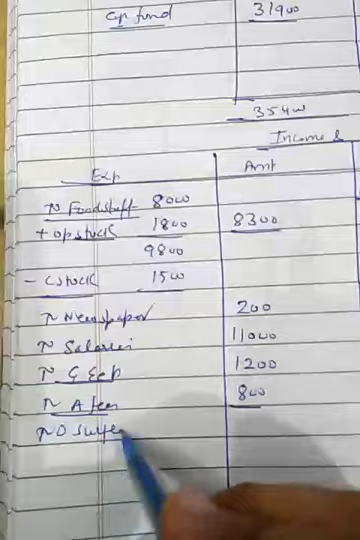 Cap fund 31900
35400
Income &
Exp Amt
To Foodstuff 8000
+ op stock 1800 8300
9800
- C stock 1500
To Newspaper 200
To Salaries 11000
To G Exp 1200
To A fees 800
To D